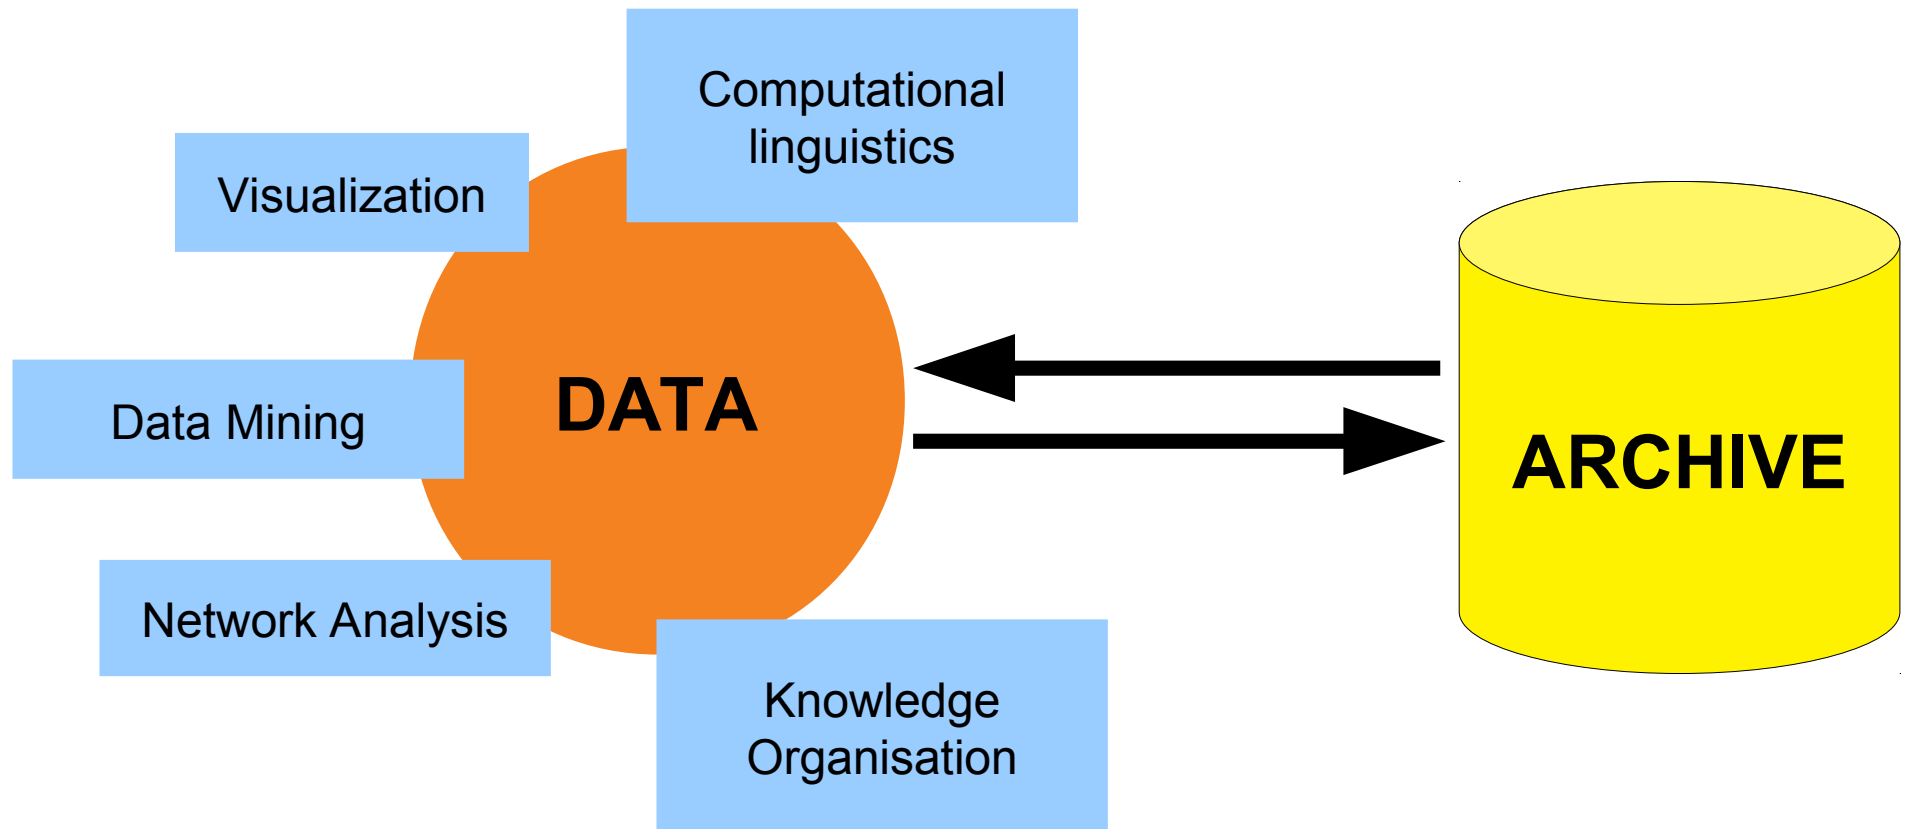 Computational
linguistics
Visualization
Data Mining
DATA
ARCHIVE
Network Analysis
Knowledge
Organisation